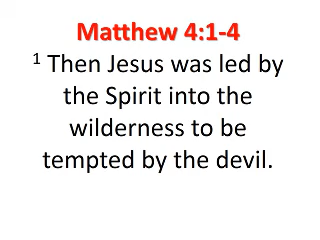 Matthew 4:1-4
1 Then Jesus was led by
the Spirit into the
wilderness to be
tempted by the devil.